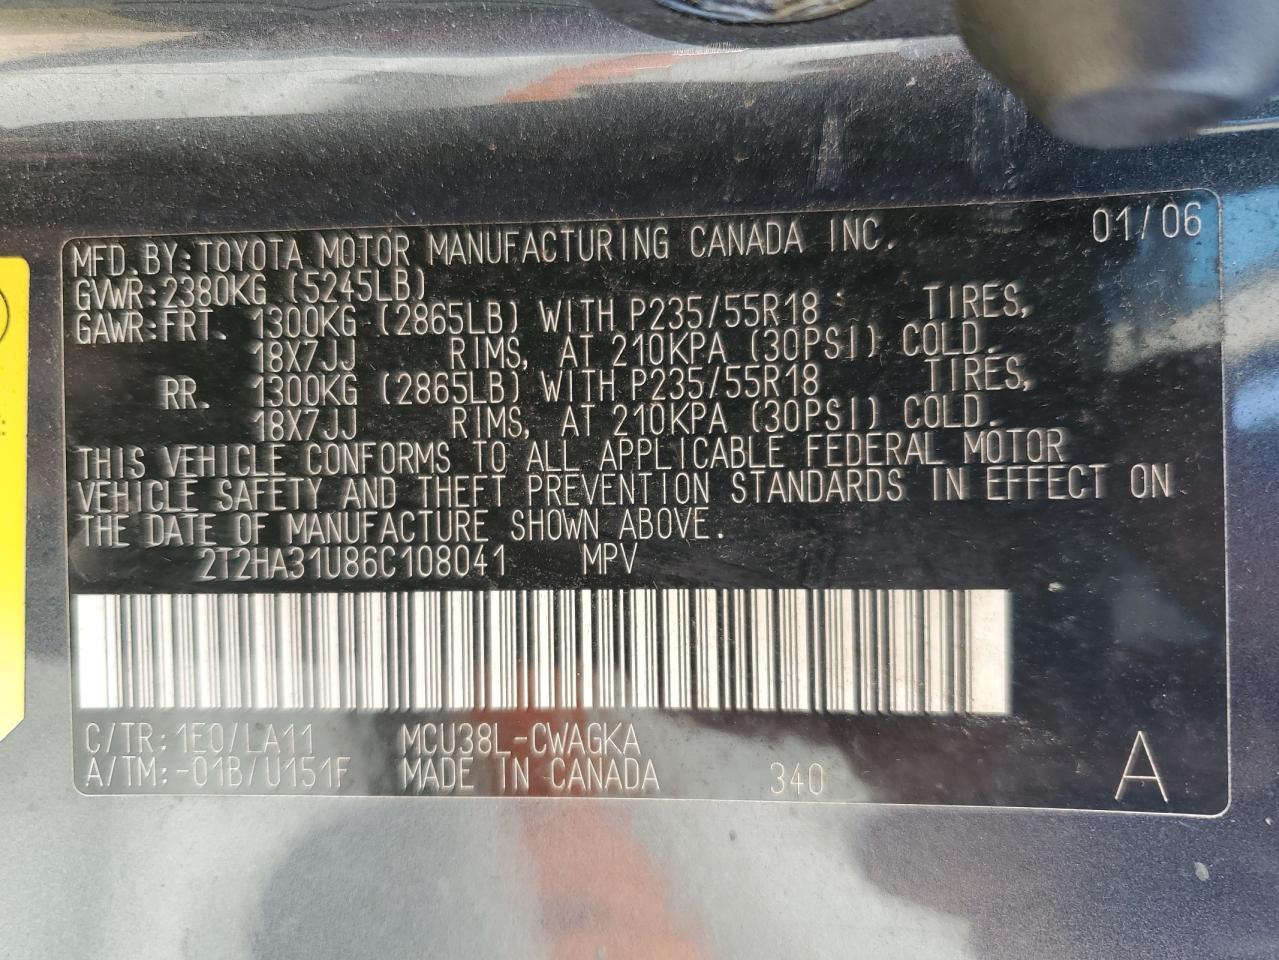 MFD.BY:TOYOTA MOTOR MANUFACTURING CANADA INC. 01/06
GVWR:2380KG (5245LB)
GAWR:FRT. 1300KG (2865LB) WITH P235/55R18 TIRES,
18X7JJ RIMS, AT 210KPA (30PSI) COLD.
RR. 1300KG (2865LB) WITH P235/55R18 TIRES,
18X7JJ RIMS, AT 210KPA (30PSI) COLD.
THIS VEHICLE CONFORMS TO ALL APPLICABLE FEDERAL MOTOR
VEHICLE SAFETY AND THEFT PREVENTION STANDARDS IN EFFECT ON
THE DATE OF MANUFACTURE SHOWN ABOVE.
2T2HA31U86C108041 MPV
C/TR:1E0/LA11 MCU38L-CWAGKA
A/TM:-01B/U151F MADE IN CANADA 340 A